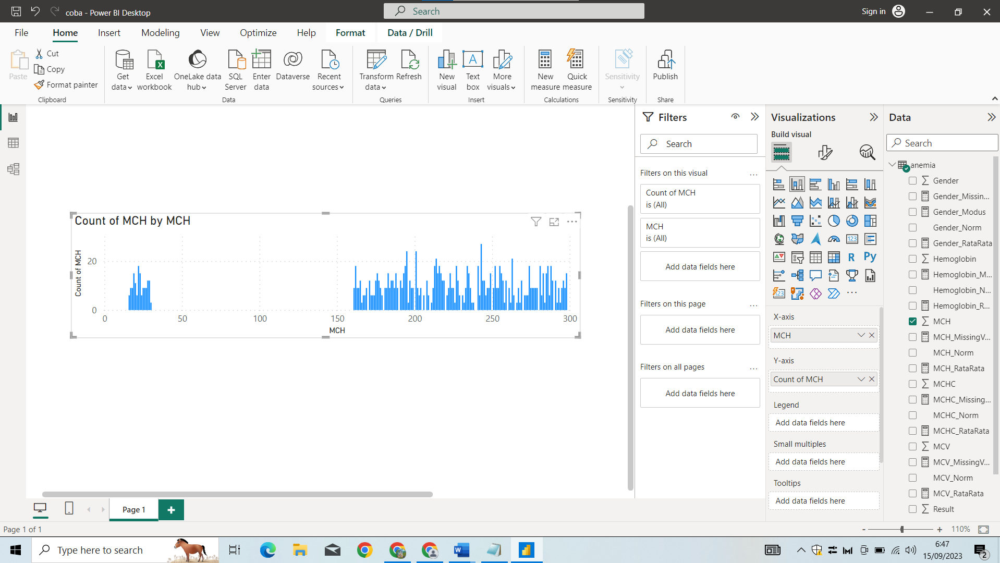 coba - Power BI Desktop
Search
Sign in
File
Home
Insert
Modeling
View
Optimize
Help
Format
Data / Drill
Paste
Cut
Copy
Format painter
Clipboard
Get
data
Excel
workbook
OneLake data
hub
SQL
Server
Enter
data
Dataverse
Recent
sources
Data
Transform
data
Refresh
Queries
New
visual
Text
box
More
visuals
Insert
New
measure
Quick
measure
Calculations
Sensitivity
Sensitivity
Publish
Share
Count of MCH by MCH
Count of MCH
20
0
0
50
100
150
200
250
300
MCH
Filters
Search
Filters on this visual
...
Count of MCH
is (All)
MCH
is (All)
Add data fields here
Filters on this page
...
Add data fields here
Filters on all pages
...
Add data fields here
Visualizations
Build visual
123
R
Py
123
...
X-axis
MCH
Y-axis
Count of MCH
Legend
Add data fields here
Small multiples
Add data fields here
Tooltips
Add data fields here
Data
Search
anemia
Gender
Gender_Missin...
Gender_Modus
Gender_Norm
Gender_RataRata
Hemoglobin
Hemoglobin_M...
Hemoglobin_N...
Hemoglobin_R...
MCH
MCH_MissingV...
MCH_Norm
MCH_RataRata
MCHC
MCHC_Missing...
MCHC_Norm
MCHC_RataRata
MCV
MCV_MissingV...
MCV_Norm
MCV_RataRata
Result
Page 1
Page 1 of 1
- + 110%
Type here to search
6:47
15/09/2023
2